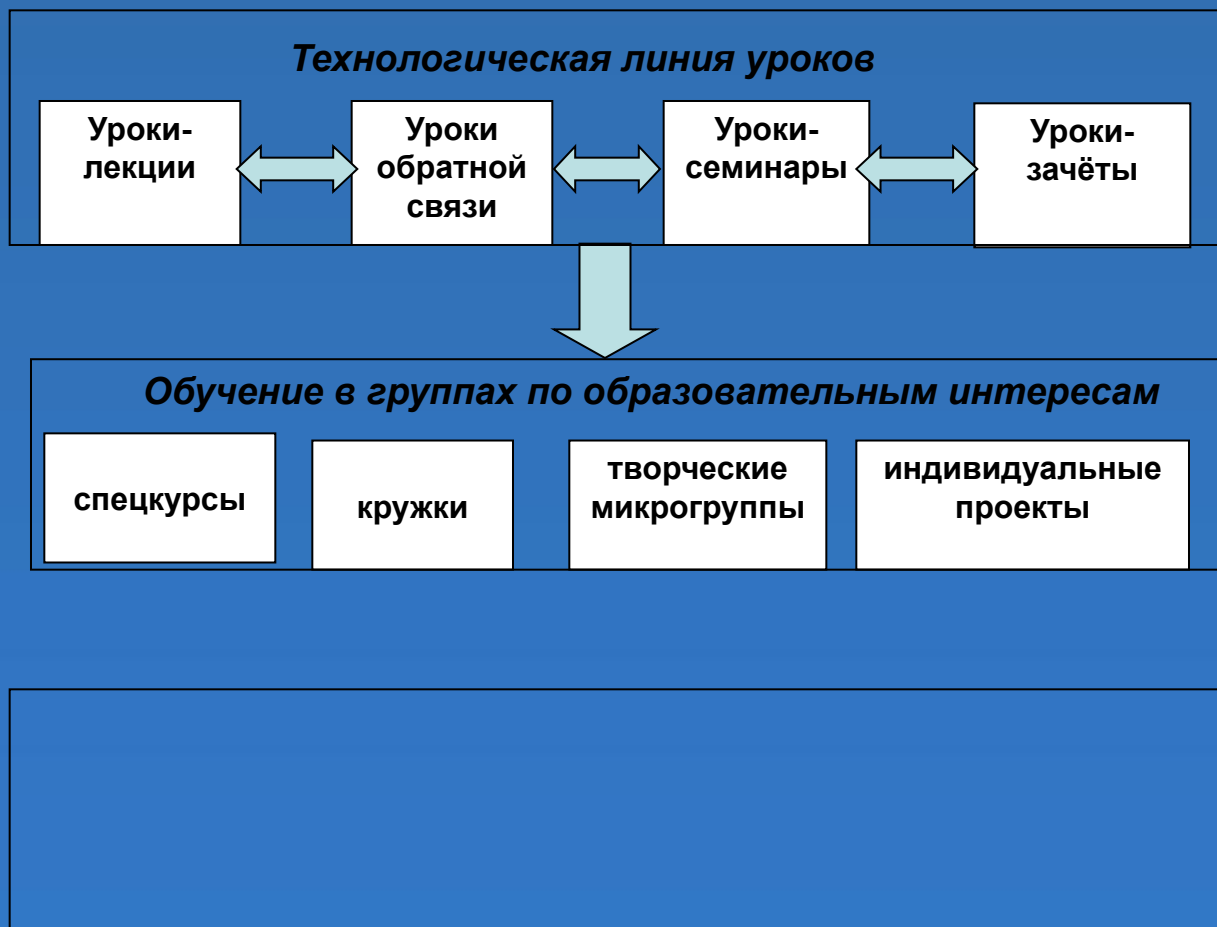 Технологическая линия уроков
Уроки-
лекции
Уроки
обратной
связи
Уроки-
семинары
Уроки-
зачёты
Обучение в группах по образовательным интересам
спецкурсы
кружки
творческие
микрогруппы
индивидуальные
проекты